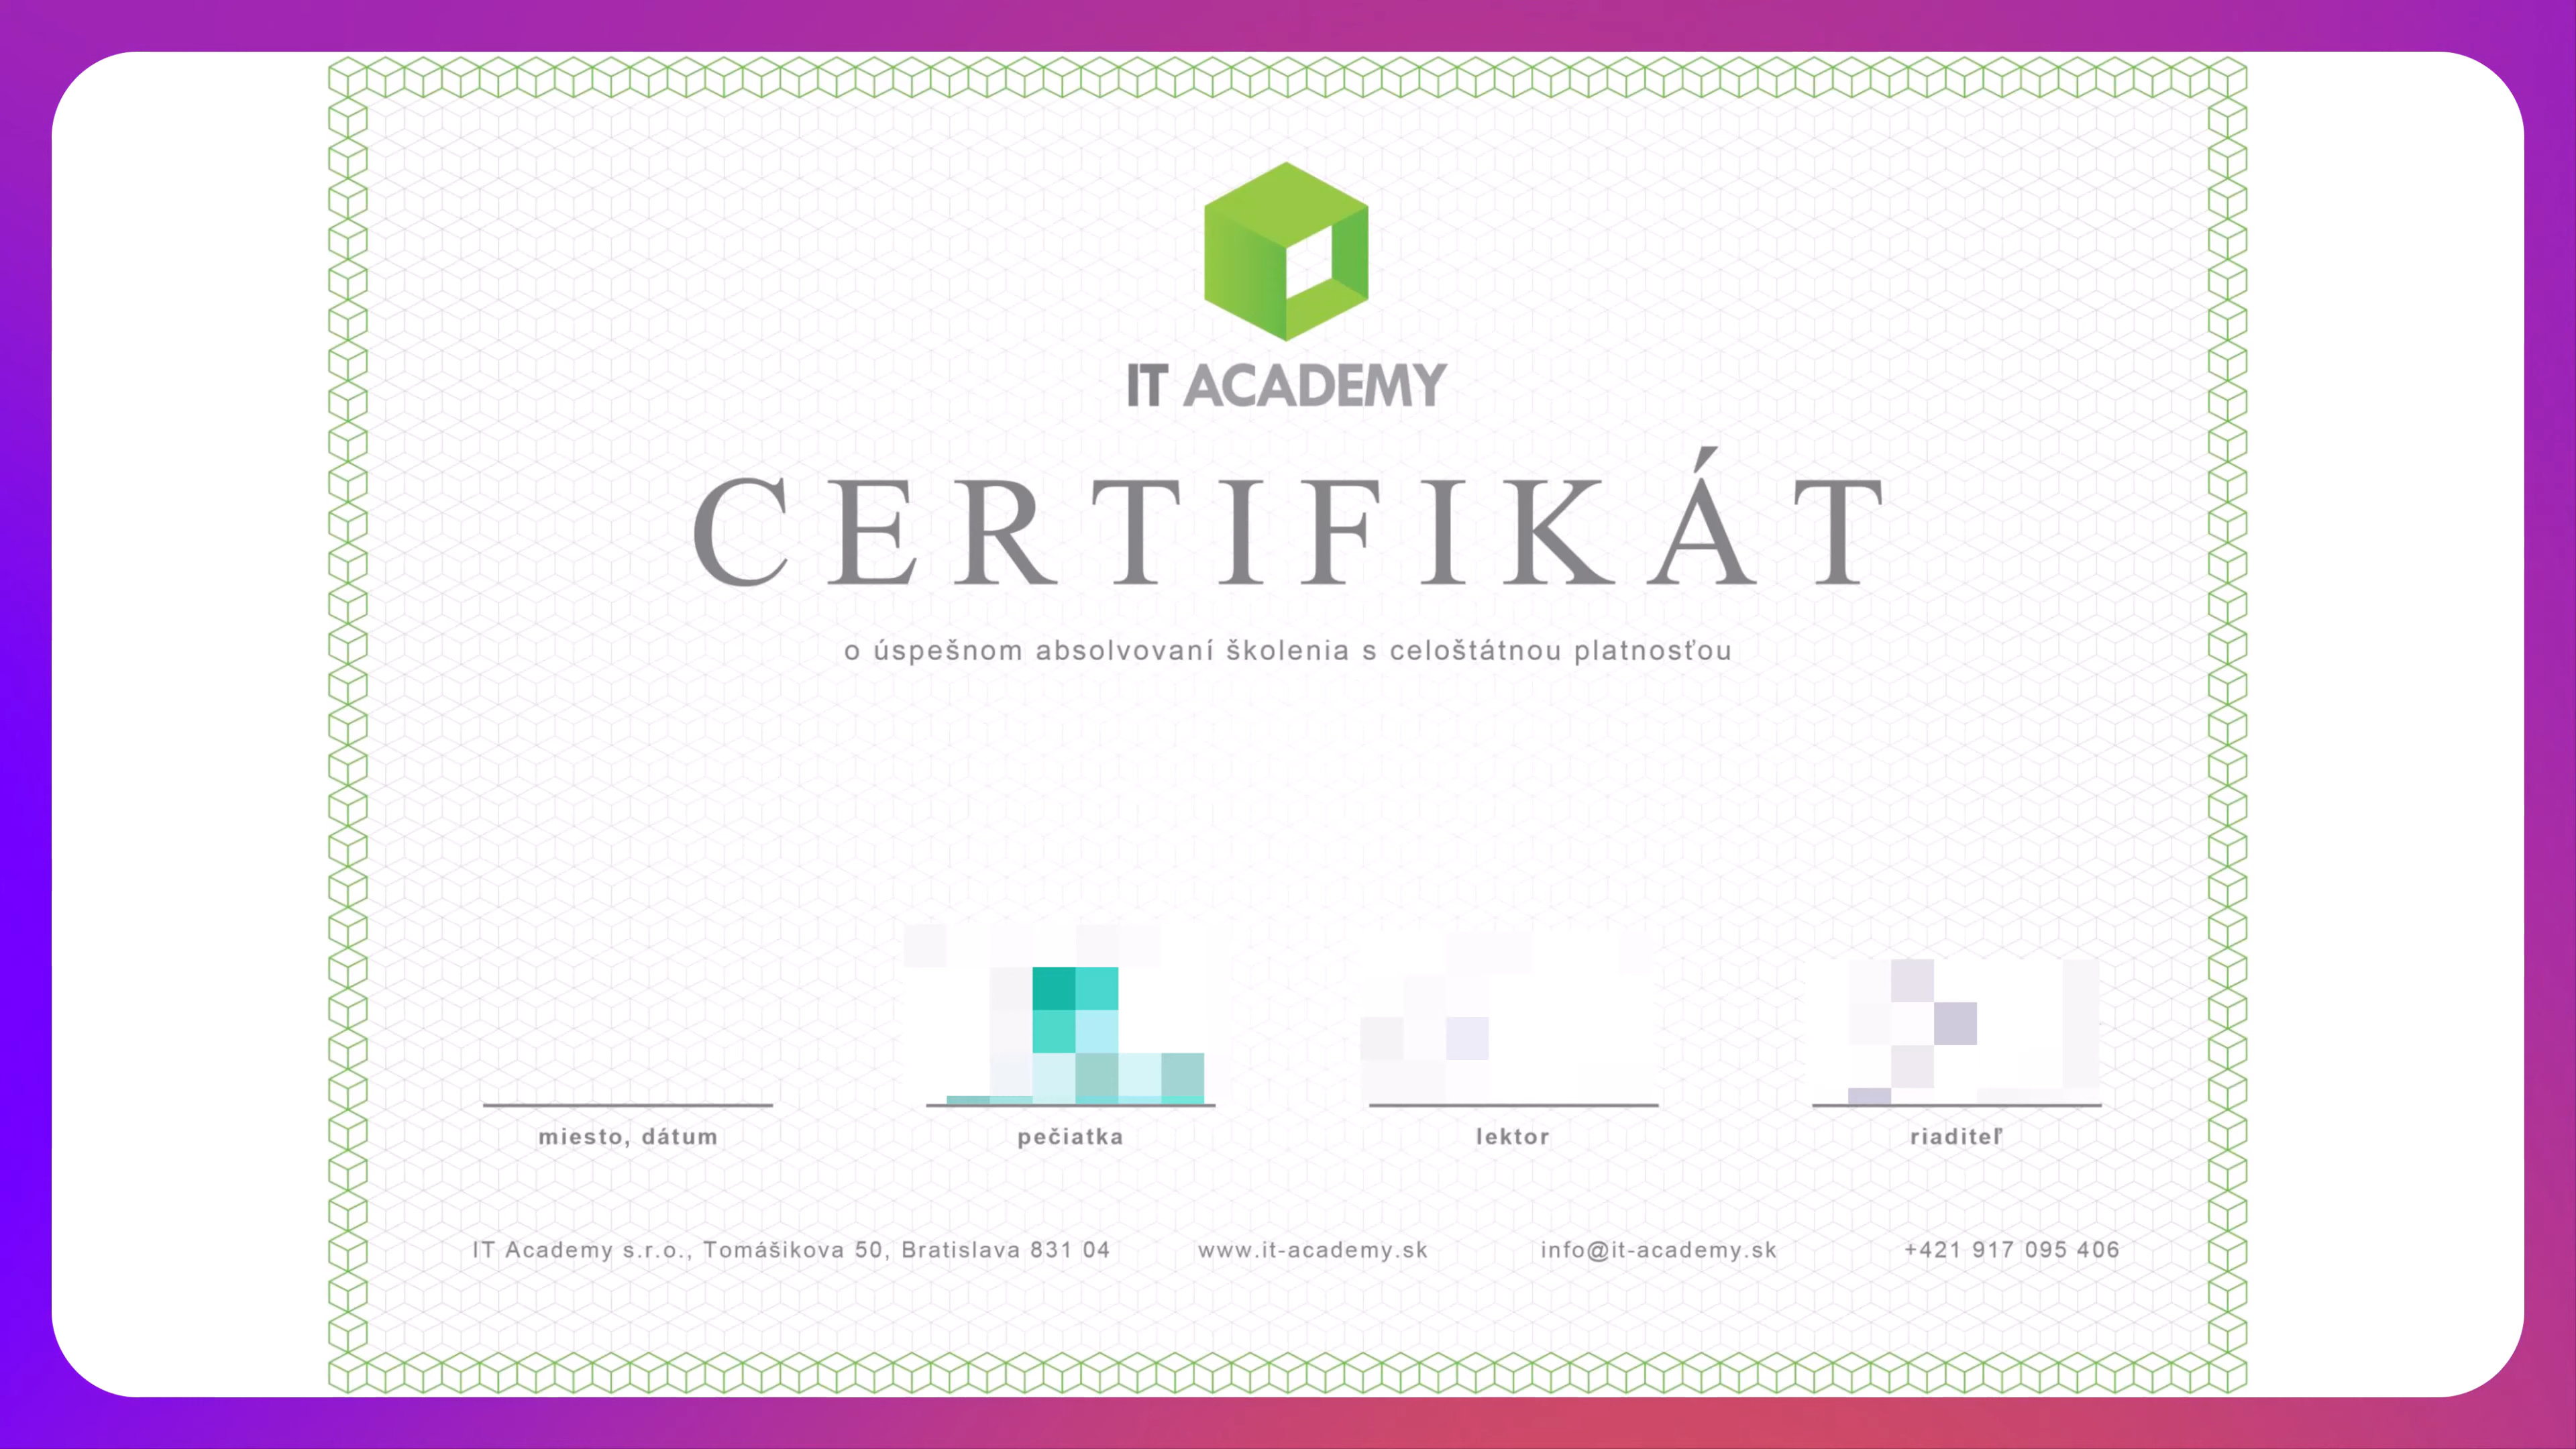 IT ACADEMY
CERTIFIKÁT
o úspešnom absolvovaní školenia s celoštátnou platnosťou
miesto, dátum
pečiatka
lektor
riaditeľ
IT Academy s.r.o., Tomášikova 50, Bratislava 831 04
www.it-academy.sk
info@it-academy.sk
+421 917 095 406